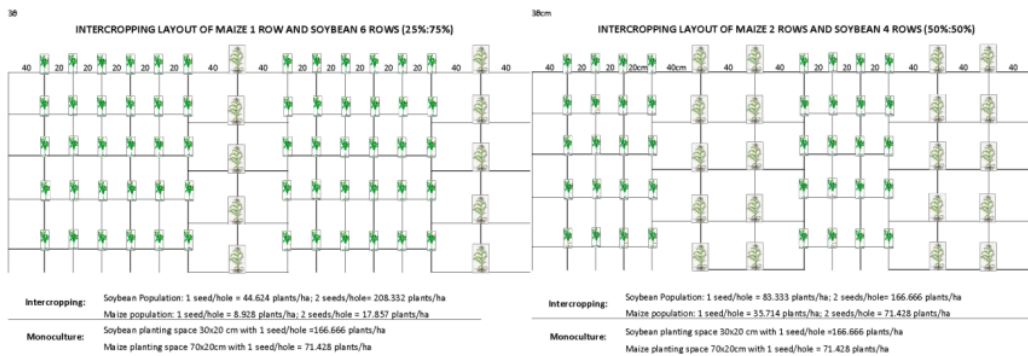 38
INTERCROPPING LAYOUT OF MAIZE 1 ROW AND SOYBEAN 6 ROWS (25%:75%)
40 20 20 20 20 20 40 40 20 20 20 20 20 40 40
Intercropping: Soybean Population: 1 seed/hole = 44.624 plants/ha; 2 seeds/hole= 208.332 plants/ha
Maize population: 1 seed/hole = 8.928 plants/ha; 2 seeds/hole = 17.857 plants/ha
Monoculture: Soybean planting space 30x20 cm with 1 seed/hole =166.666 plants/ha
Maize planting space 70x20cm with 1 seed/hole = 71.428 plants/ha
38cm
INTERCROPPING LAYOUT OF MAIZE 2 ROWS AND SOYBEAN 4 ROWS (50%:50%)
40 20 20 20cm 40cm 40 40 20 20 20 40 40 40
Intercropping: Soybean Population: 1 seed/hole = 83.333 plants/ha; 2 seeds/hole= 166.666 plants/ha
Maize population: 1 seed/hole = 35.714 plants/ha; 2 seeds/hole = 71.428 plants/ha
Monoculture: Soybean planting space 30x20 cm with 1 seed/hole =166.666 plants/ha
Maize planting space 70x20cm with 1 seed/hole = 71.428 plants/ha